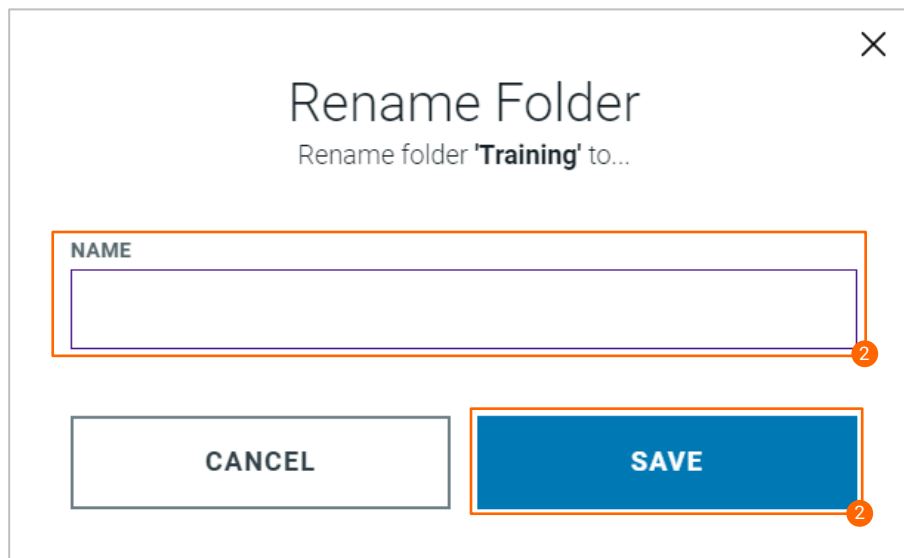 Rename Folder
Rename folder 'Training' to...
NAME
2
CANCEL
SAVE
2